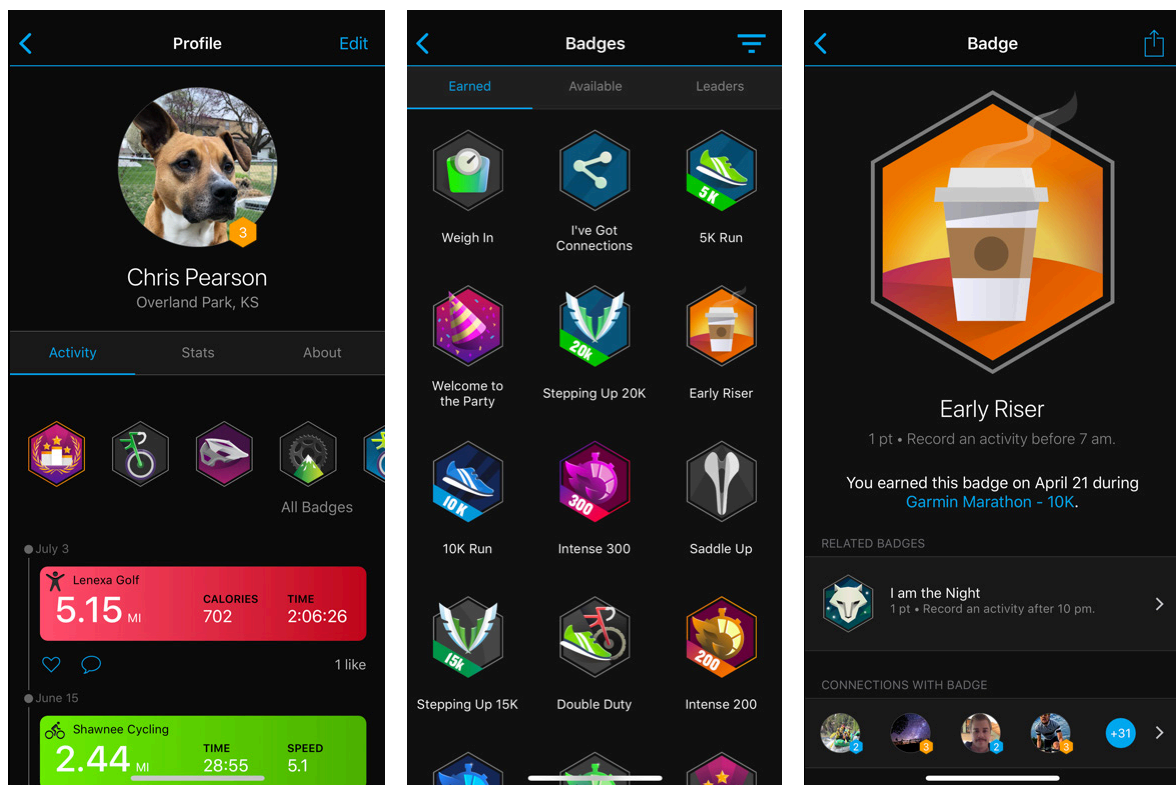 Profile
Edit
3
Chris Pearson
Overland Park, KS
Activity
Stats
About
All Badges
July 3
Lenexa Golf
5.15 MI
CALORIES
702
TIME
2:06:26
1 like
June 15
Shawnee Cycling
2.44 MI
TIME
28:55
SPEED
5.1
Badges
Earned
Available
Leaders
5K
Weigh In
I've Got
Connections
5K Run
20k
Welcome to
the Party
Stepping Up 20K
Early Riser
10K
300
10K Run
Intense 300
Saddle Up
15k
200
Stepping Up 15K
Double Duty
Intense 200
Badge
Early Riser
1 pt • Record an activity before 7 am.
You earned this badge on April 21 during
Garmin Marathon - 10K.
RELATED BADGES
I am the Night
1 pt • Record an activity after 10 pm.
CONNECTIONS WITH BADGE
2
3
2
3
+31